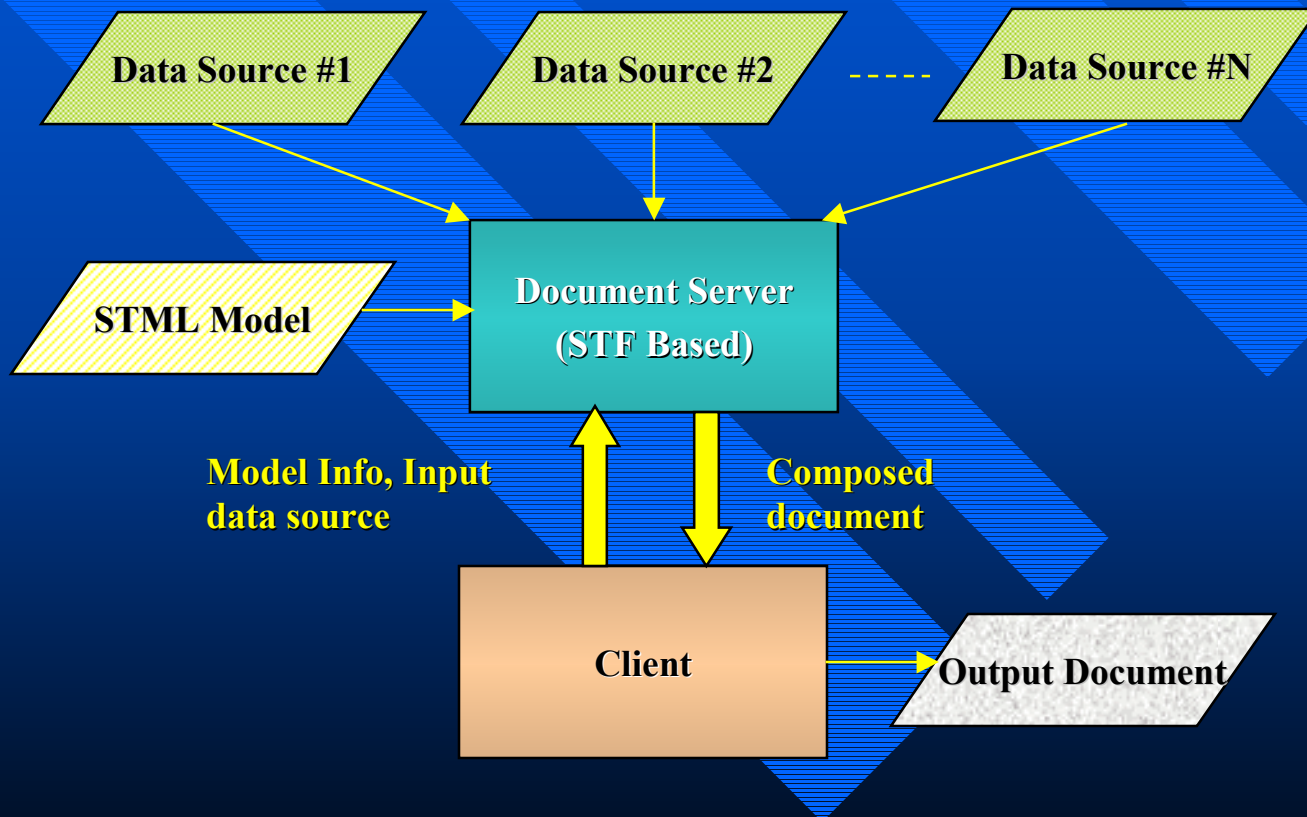 Data Source #1
Data Source #2
Data Source #N
Document Server
(STF Based)
STML Model
Model Info, Input
data source
Composed
document
Client
Output Document